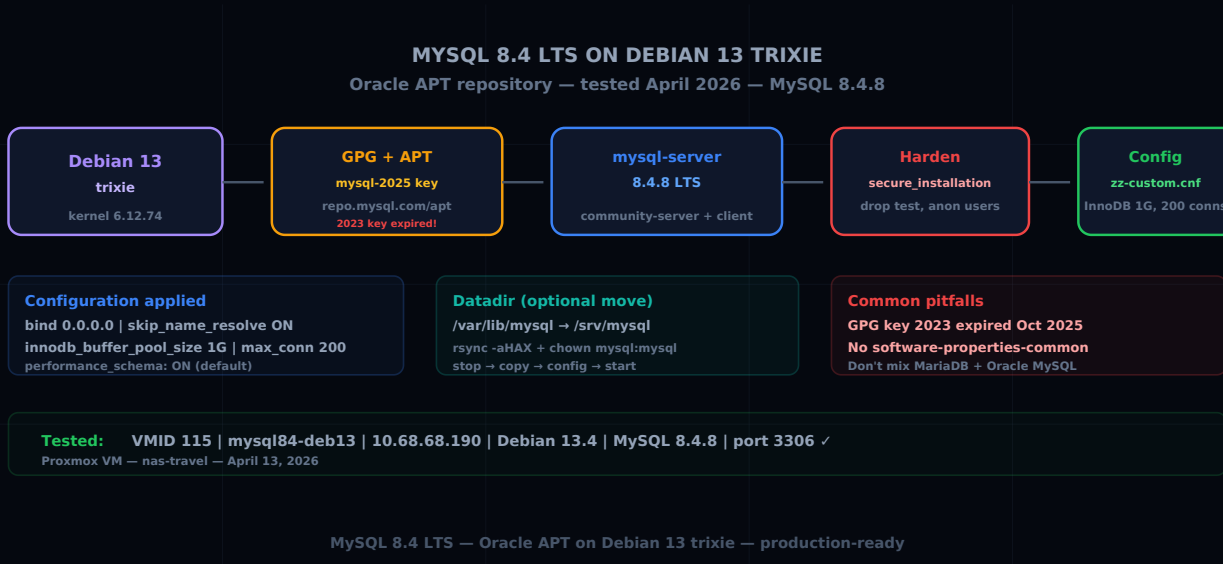 MYSQL 8.4 LTS ON DEBIAN 13 TRIXIE
Oracle APT repository — tested April 2026 — MySQL 8.4.8
Debian 13
trixie
kernel 6.12.74
GPG + APT
mysql-2025 key
repo.mysql.com/apt
2023 key expired!
mysql-server
8.4.8 LTS
community-server + client
Harden
secure_installation
drop test, anon users
Config
zz-custom.cnf
InnoDB 1G, 200 conns
Configuration applied
bind 0.0.0.0 | skip_name_resolve ON
innodb_buffer_pool_size 1G | max_conn 200
performance_schema: ON (default)
Datadir (optional move)
/var/lib/mysql → /srv/mysql
rsync -aHAX + chown mysql:mysql
stop → copy → config → start
Common pitfalls
GPG key 2023 expired Oct 2025
No software-properties-common
Don't mix MariaDB + Oracle MySQL
Tested: VMID 115 | mysql84-deb13 | 10.68.68.190 | Debian 13.4 | MySQL 8.4.8 | port 3306 ✓
Proxmox VM — nas-travel — April 13, 2026
MySQL 8.4 LTS — Oracle APT on Debian 13 trixie — production-ready